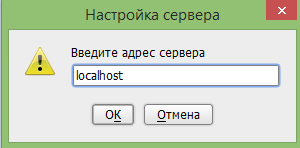 Настройка сервера
Введите адрес сервера
localhost
OK Отмена